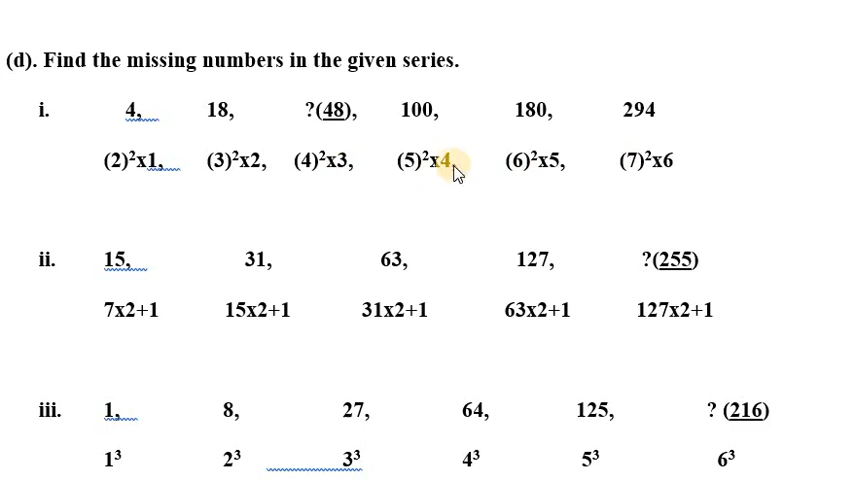 (d). Find the missing numbers in the given series.
i. 4, 18, ?(48), 100, 180, 294
(2)²x1, (3)²x2, (4)²x3, (5)²x4, (6)²x5, (7)²x6
ii. 15, 31, 63, 127, ?(255)
7x2+1 15x2+1 31x2+1 63x2+1 127x2+1
iii. 1, 8, 27, 64, 125, ? (216)
1³ 2³ 3³ 4³ 5³ 6³